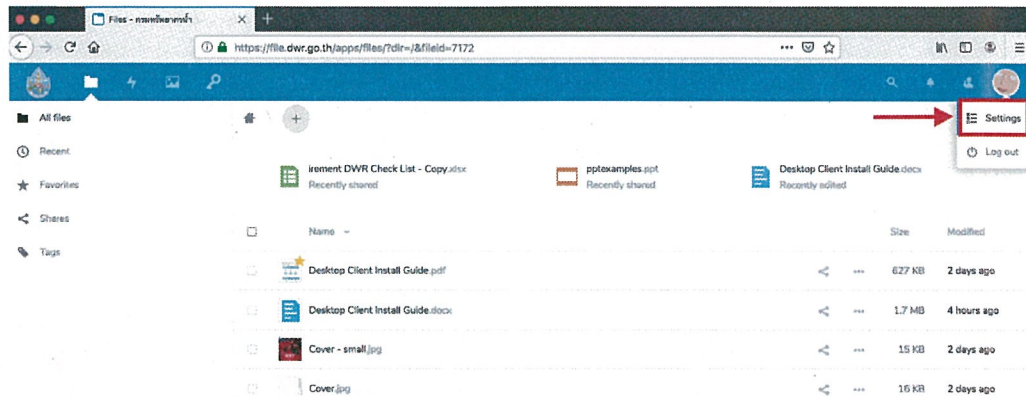 Files - กรมทรัพยากรน้ำ
https://file.dwr.go.th/apps/files/?dir=/&fileid=7172
All files
Settings
Recent
Log out
irement DWR Check List - Copy.xlsx
Recently shared
pptexamples.ppt
Recently shared
Desktop Client Install Guide.docx
Recently edited
Favorites
Shares
Name
Size
Modified
Tags
Desktop Client Install Guide.pdf
627 KB
2 days ago
Desktop Client Install Guide.docx
1.7 MB
4 hours ago
Cover - small.jpg
15 KB
2 days ago
Cover.jpg
16 KB
2 days ago